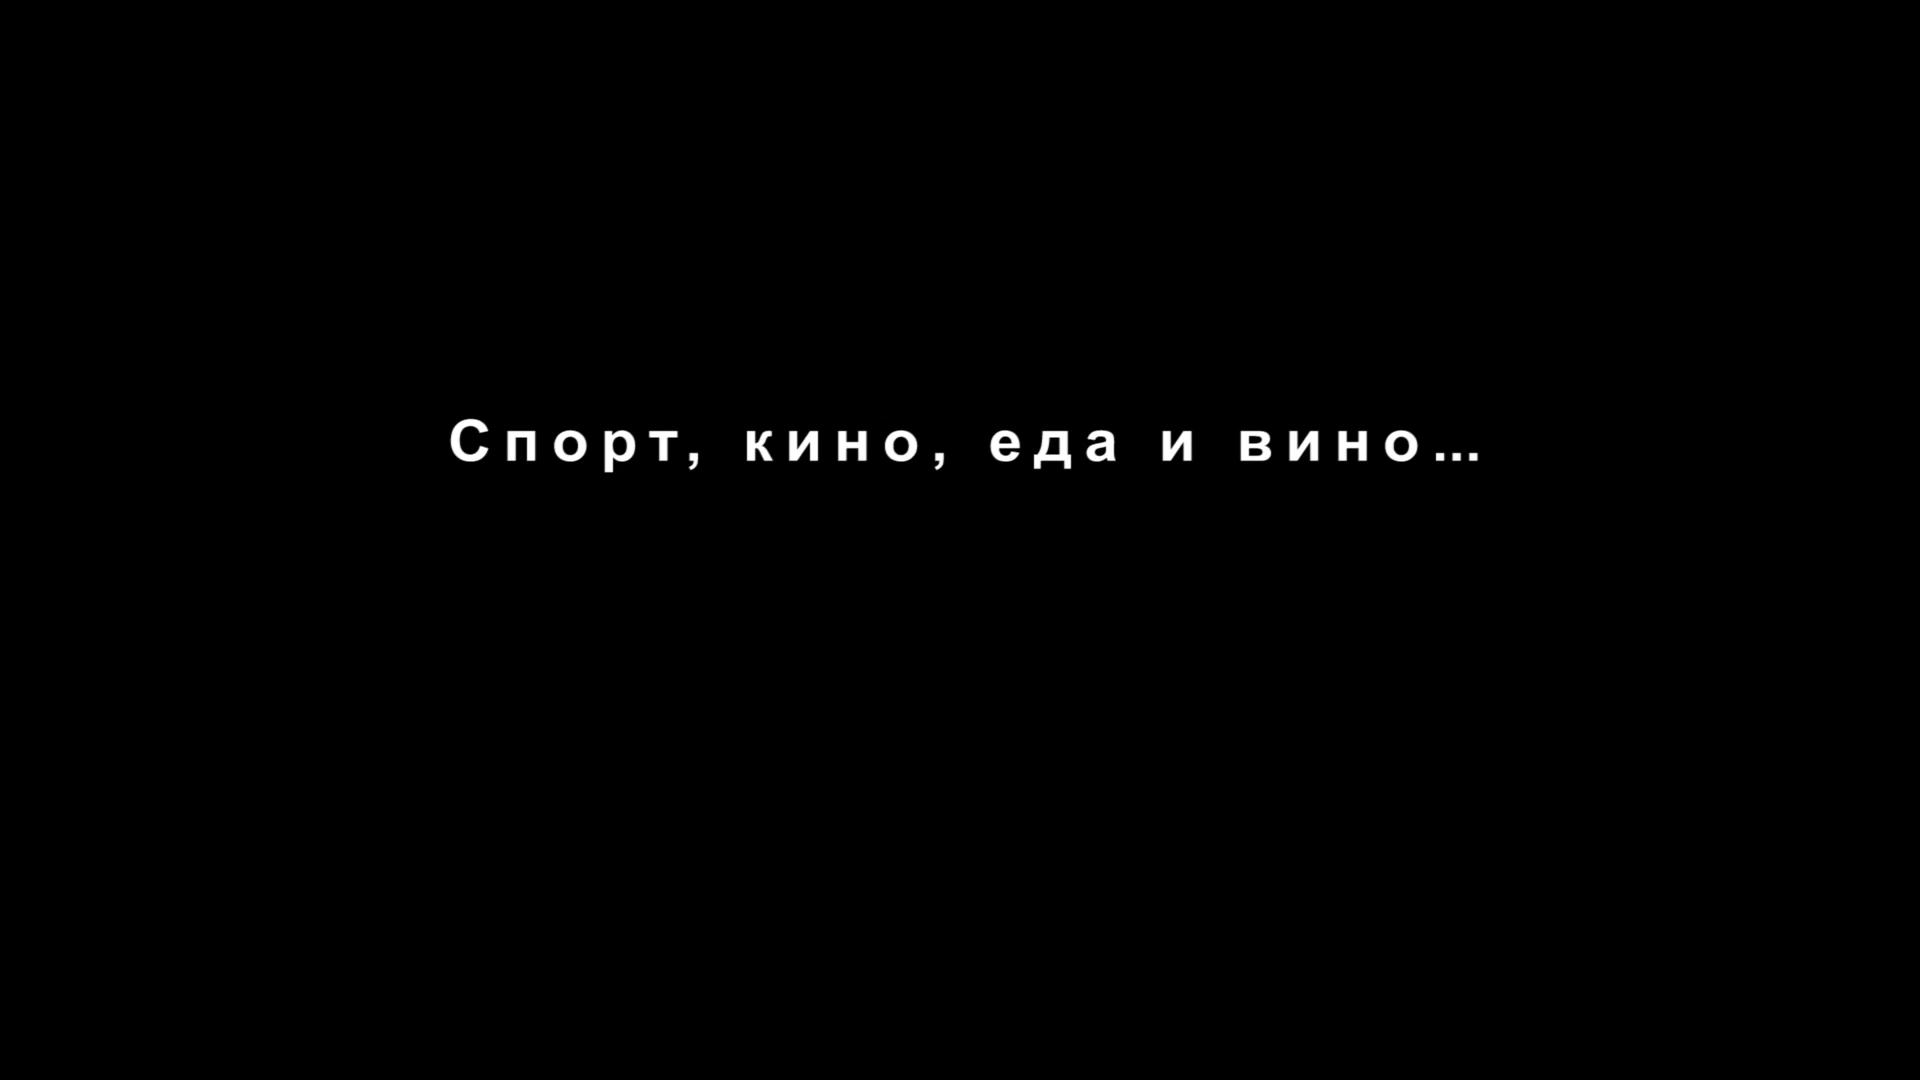 Спорт, кино, еда и вино...